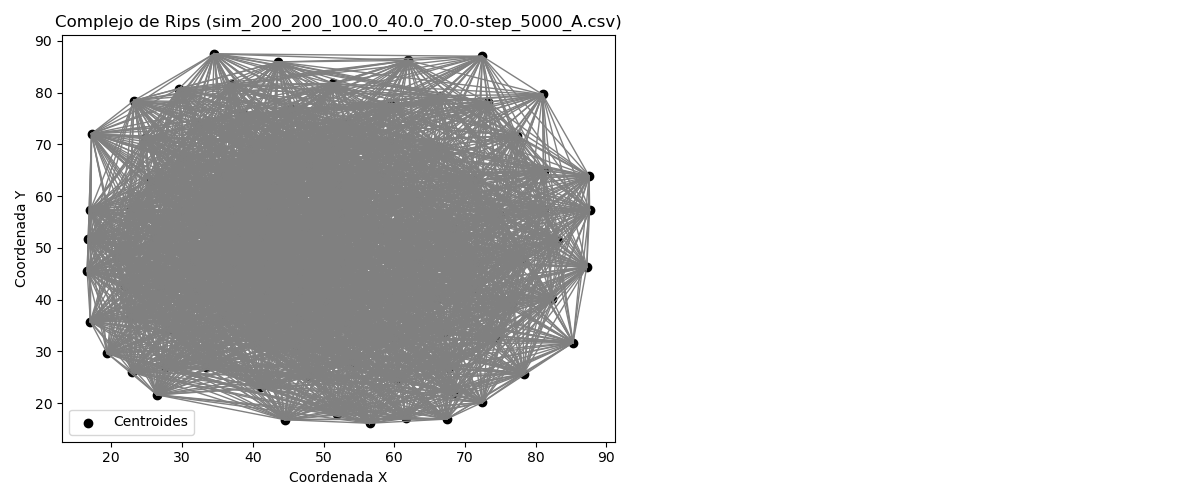 Complejo de Rips (sim_200_200_100.0_40.0_70.0-step_5000_A.csv)
90
80
70
60
50
40
30
20
Coordenada Y
Centroides
20 30 40 50 60 70 80 90
Coordenada X